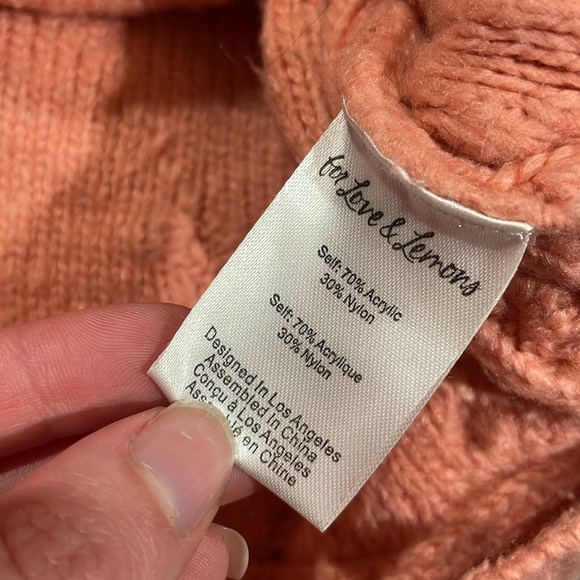 for Love & Lemons
Self: 70% Acrylic
30% Nylon
Self: 70% Acrylique
30% Nylon
Designed In Los Angeles
Assembled in China
Conçu à Los Angeles
Assemblé en Chine